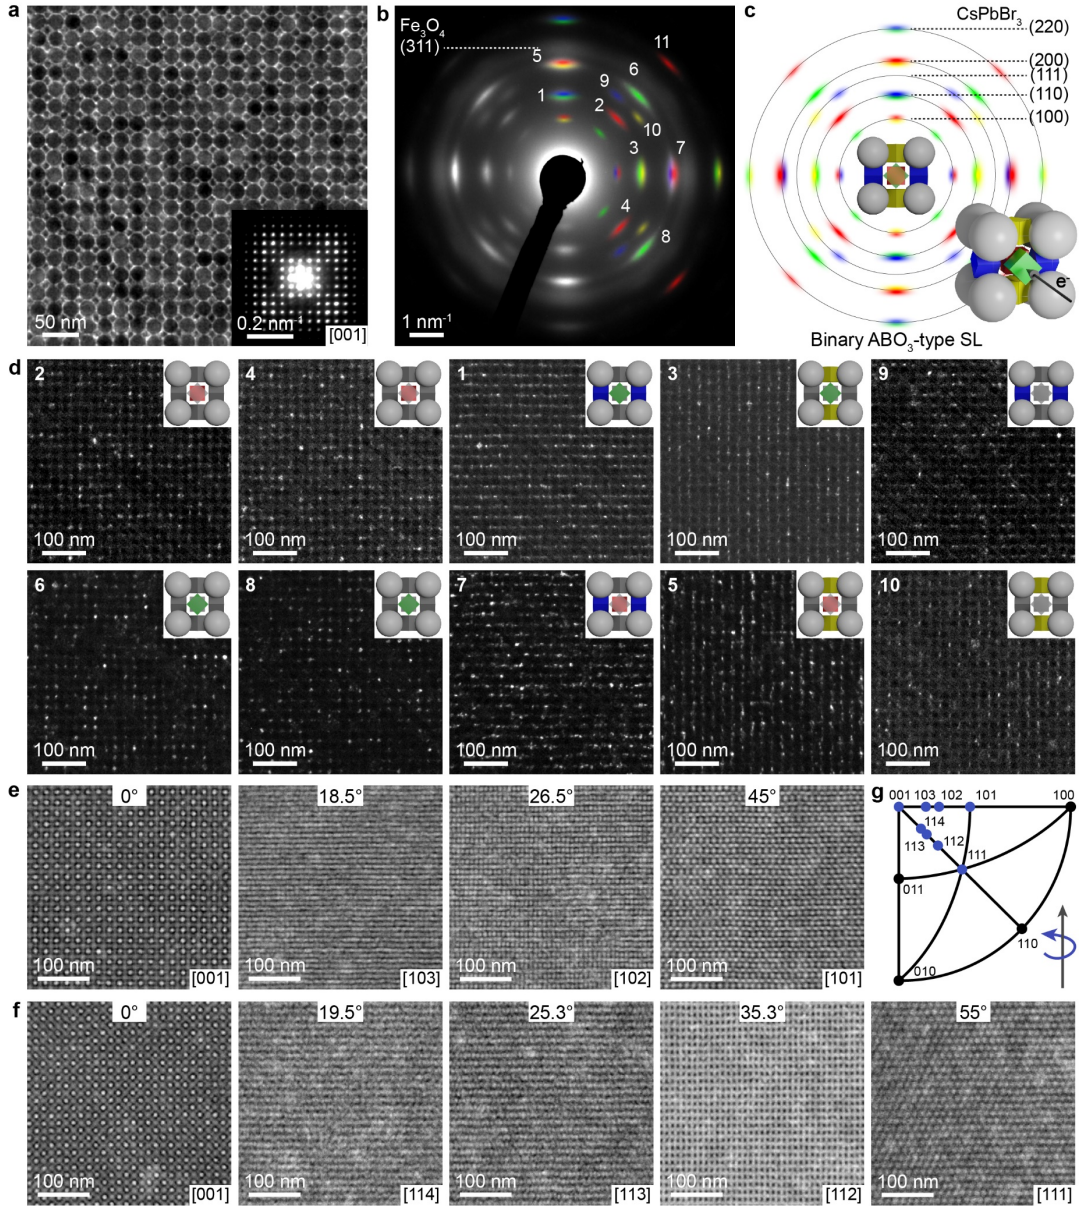 a
50 nm
0.2 nm⁻¹
[001]
b
Fe₃O₄
(311)
11
5
9
6
1
2
10
3
7
4
8
1 nm⁻¹
c
CsPbBr₃
(220)
(200)
(111)
(110)
(100)
e⁻
Binary ABO₃-type SL
d
2
100 nm
4
100 nm
1
100 nm
3
100 nm
9
100 nm
6
100 nm
8
100 nm
7
100 nm
5
100 nm
10
100 nm
e
0°
100 nm
[001]
18.5°
100 nm
[103]
26.5°
100 nm
[102]
45°
100 nm
[101]
g
001 103 102 101 100
114
113 112
111
011
110
010
f
0°
100 nm
[001]
19.5°
100 nm
[114]
25.3°
100 nm
[113]
35.3°
100 nm
[112]
55°
100 nm
[111]